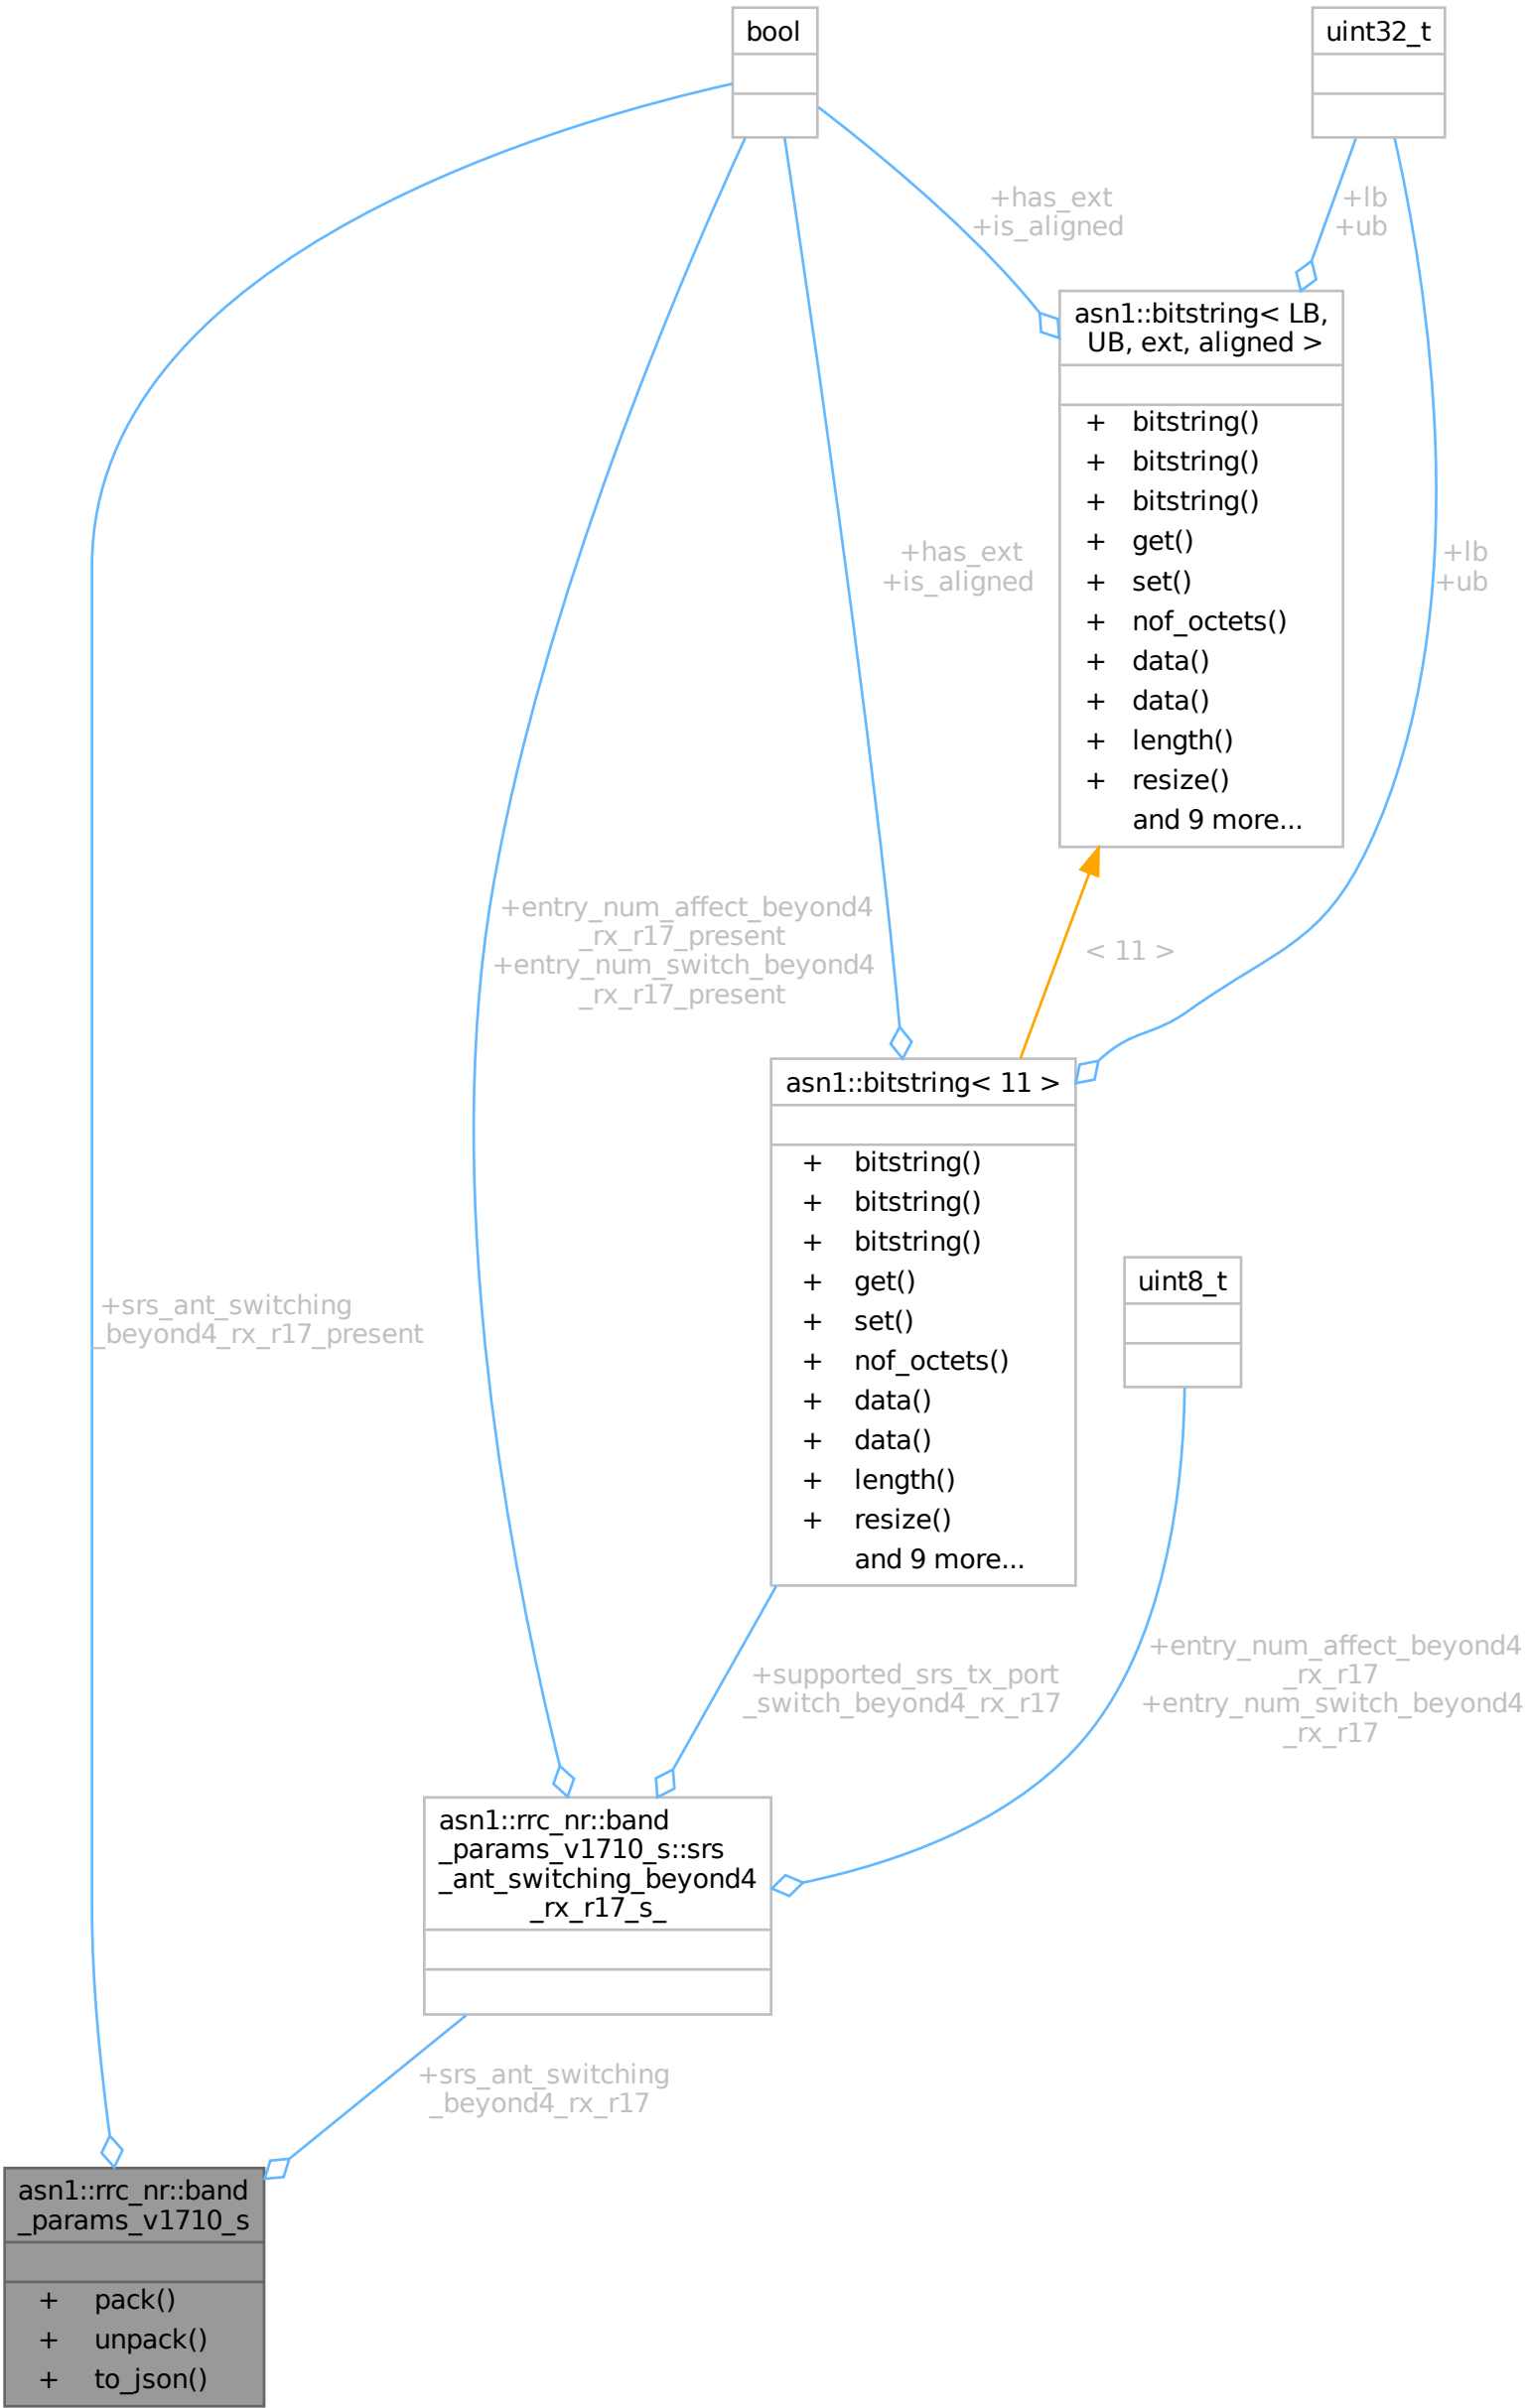 bool
uint32_t
+has_ext
+is_aligned
+lb
+ub
asn1::bitstring< LB,
UB, ext, aligned >
+ bitstring()
+ bitstring()
+ bitstring()
+ get()
+ set()
+ nof_octets()
+ data()
+ data()
+ length()
+ resize()
and 9 more...
+has_ext
+is_aligned
+lb
+ub
+entry_num_affect_beyond4
_rx_r17_present
+entry_num_switch_beyond4
_rx_r17_present
< 11 >
asn1::bitstring< 11 >
+ bitstring()
+ bitstring()
+ bitstring()
+ get()
+ set()
+ nof_octets()
+ data()
+ data()
+ length()
+ resize()
and 9 more...
uint8_t
+srs_ant_switching
_beyond4_rx_r17_present
+supported_srs_tx_port
_switch_beyond4_rx_r17
+entry_num_affect_beyond4
_rx_r17
+entry_num_switch_beyond4
_rx_r17
asn1::rrc_nr::band
_params_v1710_s::srs
_ant_switching_beyond4
_rx_r17_s_
+srs_ant_switching
_beyond4_rx_r17
asn1::rrc_nr::band
_params_v1710_s
+ pack()
+ unpack()
+ to_json()